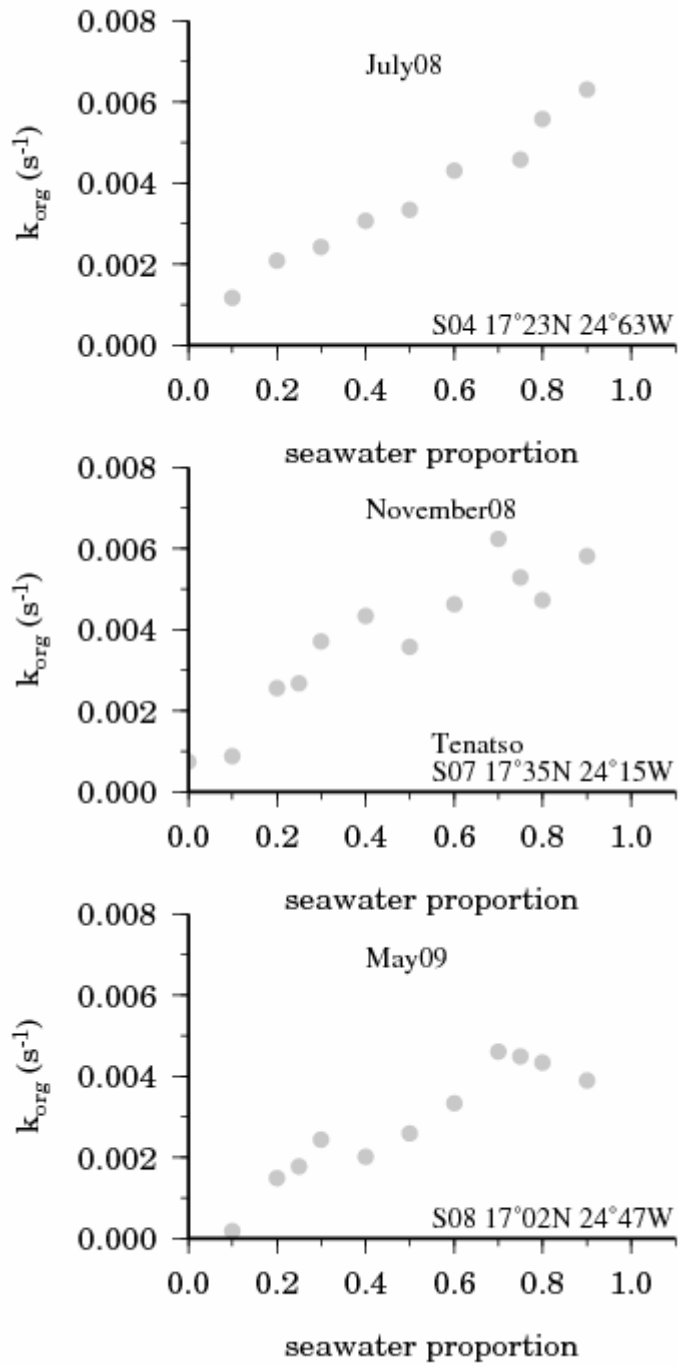 0.008
July08
0.006
0.004
k_org (s⁻¹)
0.002
S04 17°23N 24°63W
0.000
0.0 0.2 0.4 0.6 0.8 1.0
seawater proportion
0.008
November08
0.006
0.004
k_org (s⁻¹)
0.002
Tenatso
S07 17°35N 24°15W
0.000
0.0 0.2 0.4 0.6 0.8 1.0
seawater proportion
0.008
May09
0.006
0.004
k_org (s⁻¹)
0.002
S08 17°02N 24°47W
0.000
0.0 0.2 0.4 0.6 0.8 1.0
seawater proportion